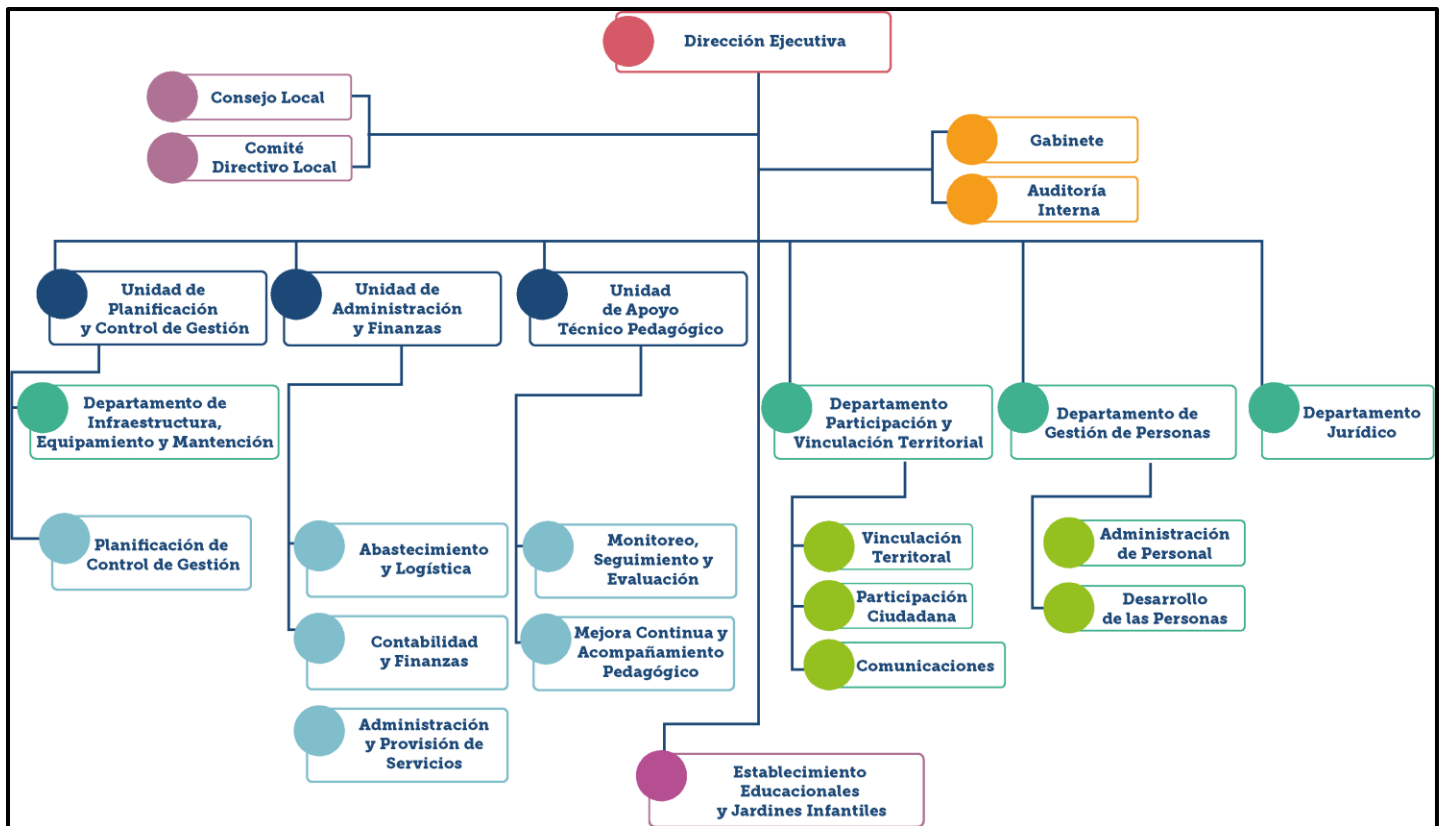 Dirección Ejecutiva
Consejo Local
Comité
Directivo Local
Gabinete
Auditoría
Interna
Unidad de
Planificación
y Control de Gestión
Unidad de
Administración
y Finanzas
Unidad
de Apoyo
Técnico Pedagógico
Departamento de
Infraestructura,
Equipamiento y Mantención
Departamento
Participación y
Vinculación Territorial
Departamento de
Gestión de Personas
Departamento
Jurídico
Planificación de
Control de Gestión
Abastecimiento
y Logística
Monitoreo,
Seguimiento y
Evaluación
Vinculación
Territoral
Administración
de Personal
Contabilidad
y Finanzas
Mejora Continua y
Acompañamiento
Pedagógico
Participación
Ciudadana
Desarrollo
de las Personas
Comunicaciones
Administración
y Provisión de
Servicios
Establecimiento
Educacionales
y Jardines Infantiles